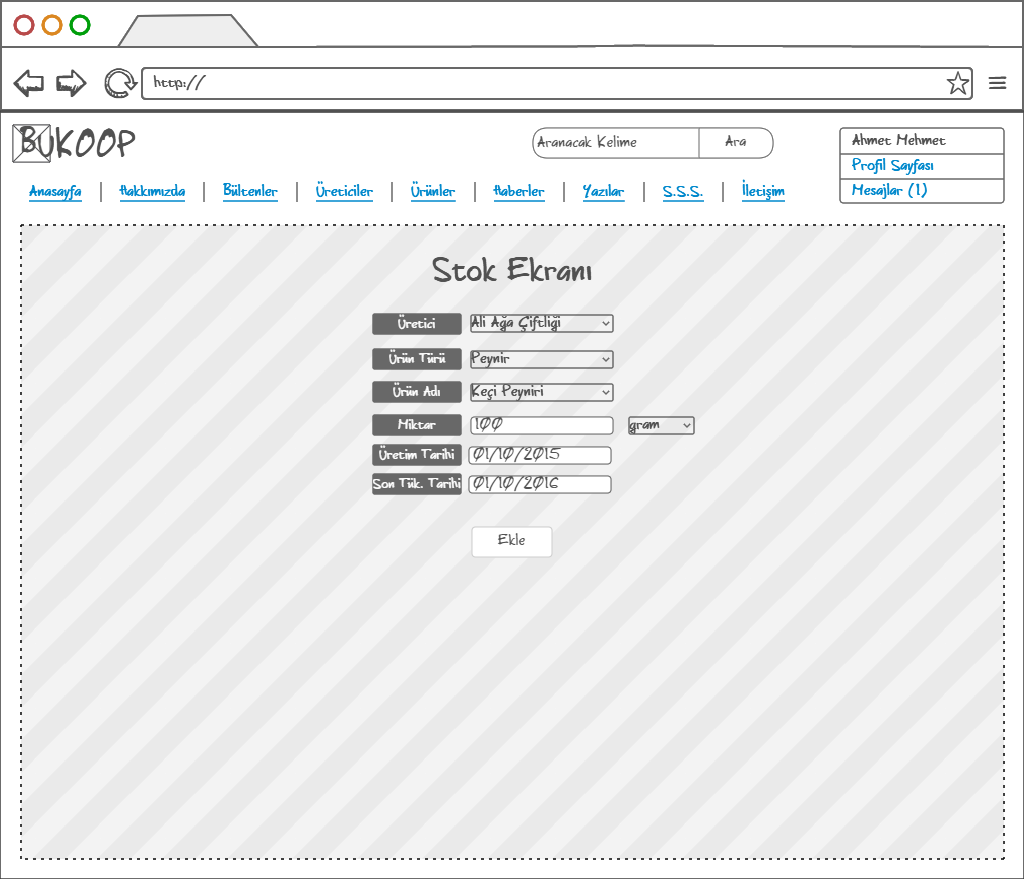 http://
BUKOOP
Aranacak Kelime Ara
Ahmet Mehmet
Profil Sayfası
Mesajlar (1)
Anasayfa | Hakkımızda | Bültenler | Üreticiler | Ürünler | Haberler | Yazılar | S.S.S. | İletişim
Stok Ekranı
Üretici Ali Ağa Çiftliği
Ürün Türü Peynir
Ürün Adı Keçi Peyniri
Miktar 100 gram
Üretim Tarihi 01/10/2015
Son Tük. Tarihi 01/10/2016
Ekle